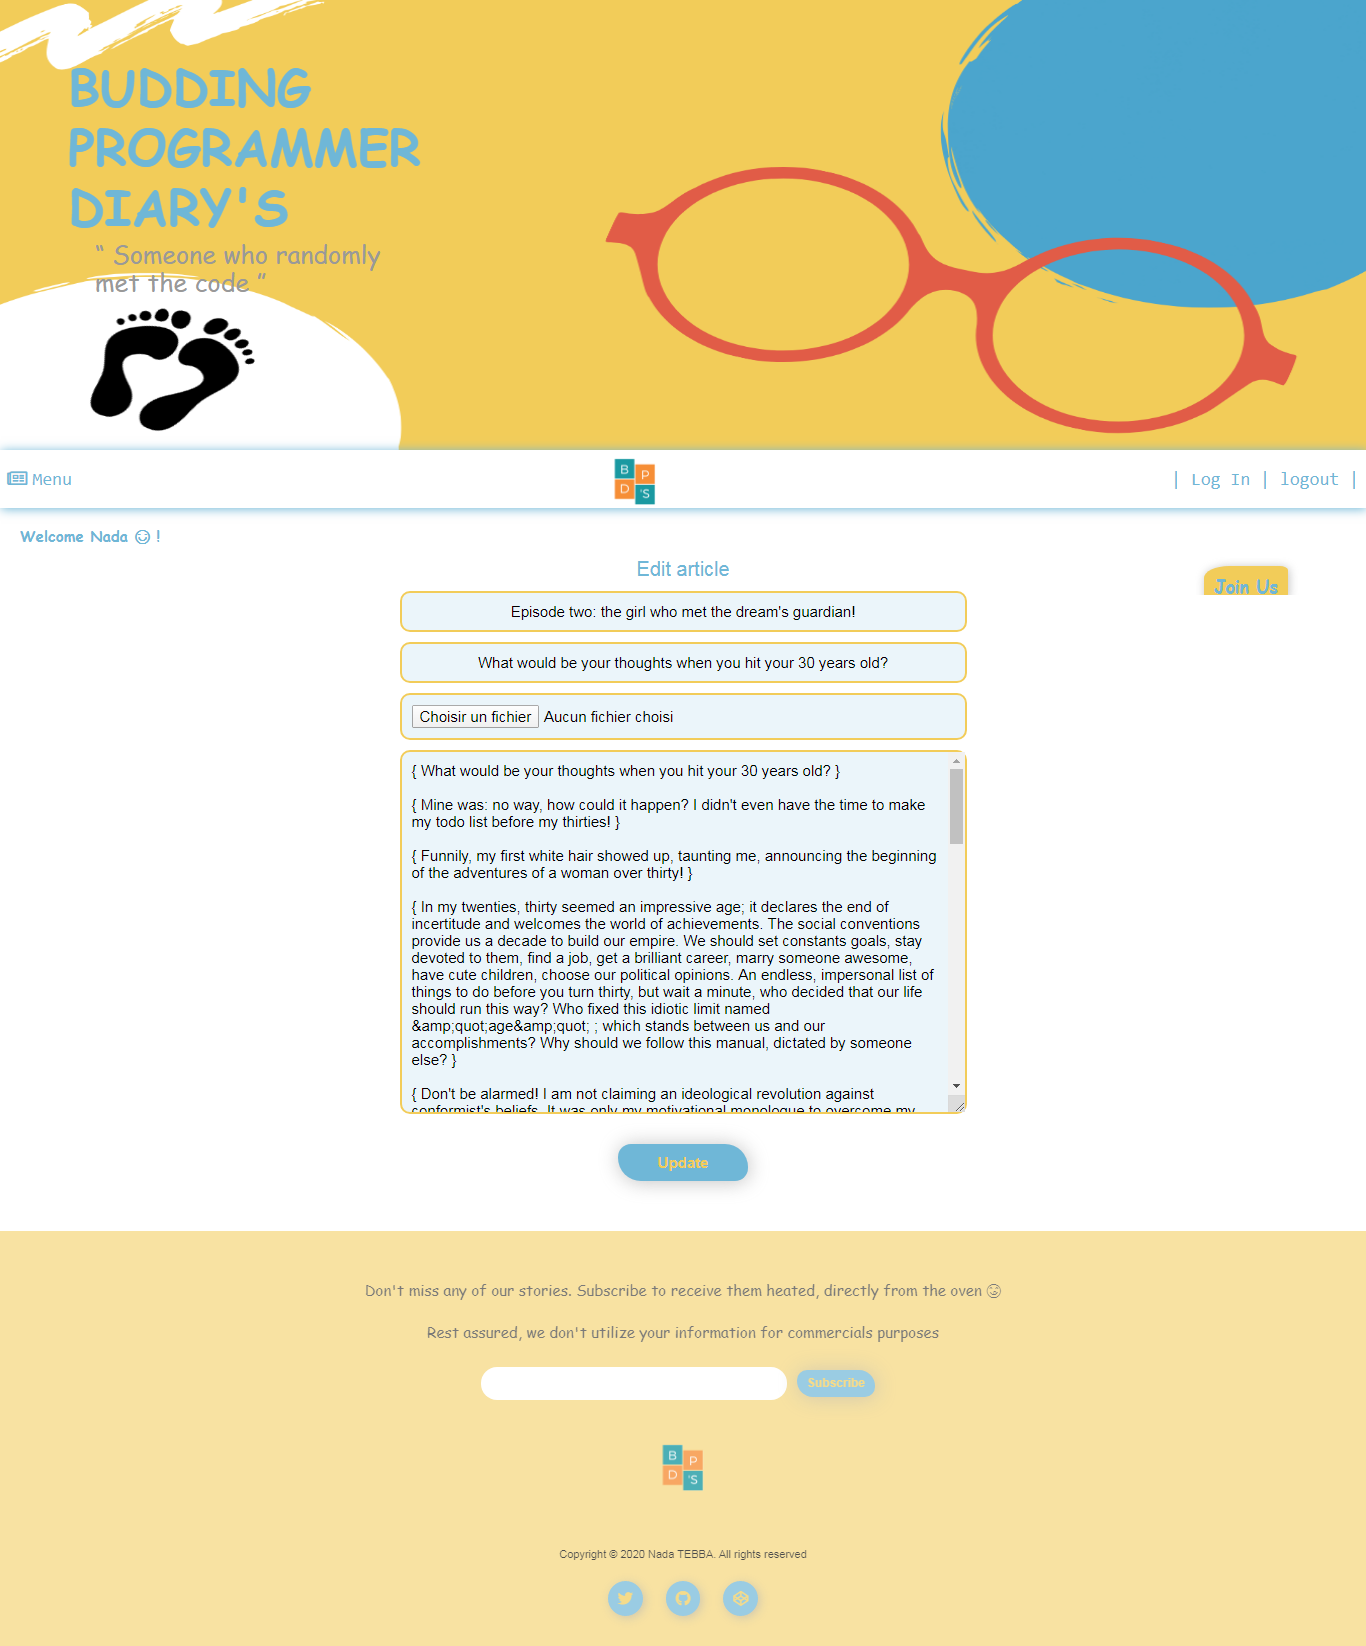 BUDDING
PROGRAMMER
DIARY'S
“ Someone who randomly
met the code ”
Menu
B P D 'S
| Log In | logout |
Welcome Nada !
Edit article
Join Us
Episode two: the girl who met the dream's guardian!
What would be your thoughts when you hit your 30 years old?
Choisir un fichier Aucun fichier choisi
{ What would be your thoughts when you hit your 30 years old? }
{ Mine was: no way, how could it happen? I didn't even have the time to make
my todo list before my thirties! }
{ Funnily, my first white hair showed up, taunting me, announcing the beginning
of the adventures of a woman over thirty! }
{ In my twenties, thirty seemed an impressive age; it declares the end of
incertitude and welcomes the world of achievements. The social conventions
provide us a decade to build our empire. We should set constants goals, stay
devoted to them, find a job, get a brilliant career, marry someone awesome,
have cute children, choose our political opinions. An endless, impersonal list of
things to do before you turn thirty, but wait a minute, who decided that our life
should run this way? Who fixed this idiotic limit named
&amp;quot;age&amp;quot; ; which stands between us and our
accomplishments? Why should we follow this manual, dictated by someone
else? }
{ Don't be alarmed! I am not claiming an ideological revolution against
conformist's beliefs. It was only my motivational monologue to overcome my
Update
Don't miss any of our stories. Subscribe to receive them heated, directly from the oven
Rest assured, we don't utilize your information for commercials purposes
Subscribe
B P D 'S
Copyright © 2020 Nada TEBBA. All rights reserved